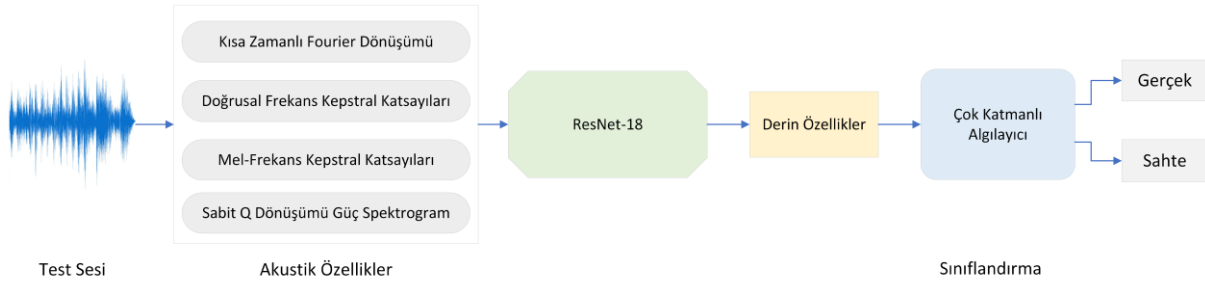 Kısa Zamanlı Fourier Dönüşümü
Doğrusal Frekans Kepstral Katsayıları
Mel-Frekans Kepstral Katsayıları
Sabit Q Dönüşümü Güç Spektrogram
ResNet-18
Derin Özellikler
Çok Katmanlı
Algılayıcı
Gerçek
Sahte
Test Sesi
Akustik Özellikler
Sınıflandırma